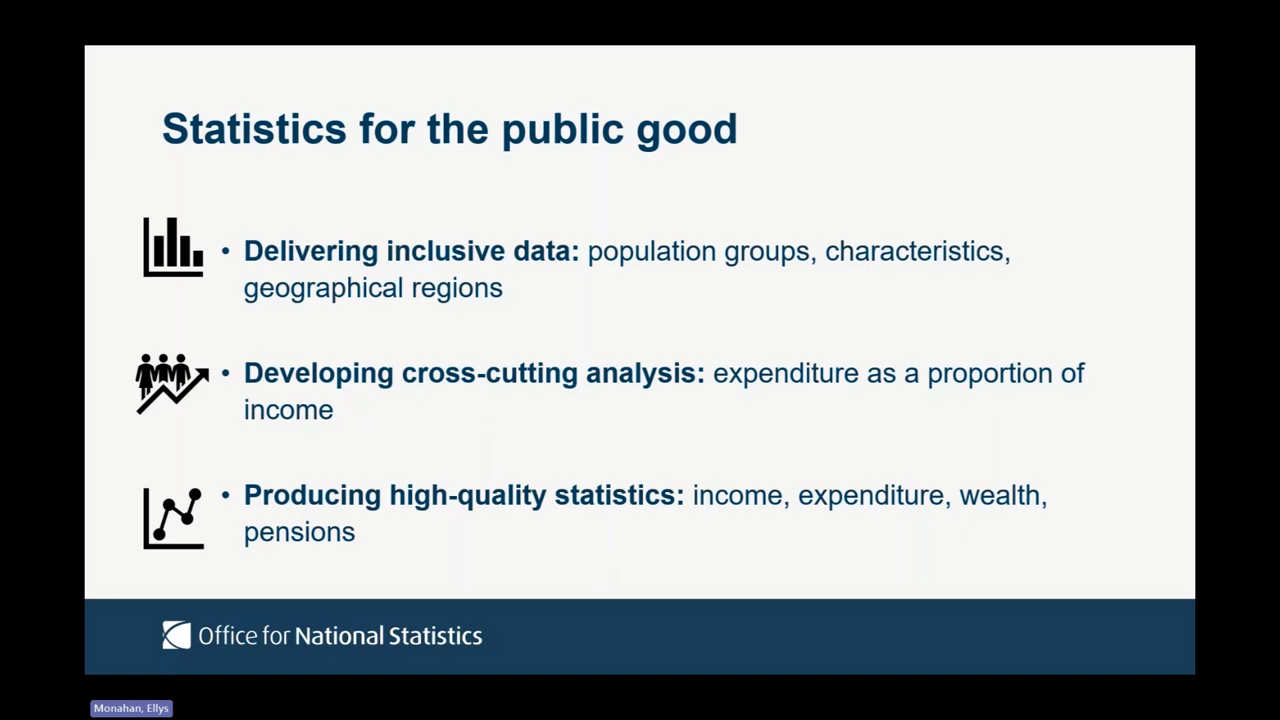 Statistics for the public good
• Delivering inclusive data: population groups, characteristics,
geographical regions
• Developing cross-cutting analysis: expenditure as a proportion of
income
• Producing high-quality statistics: income, expenditure, wealth,
pensions
Office for National Statistics
Monahan, Ellys